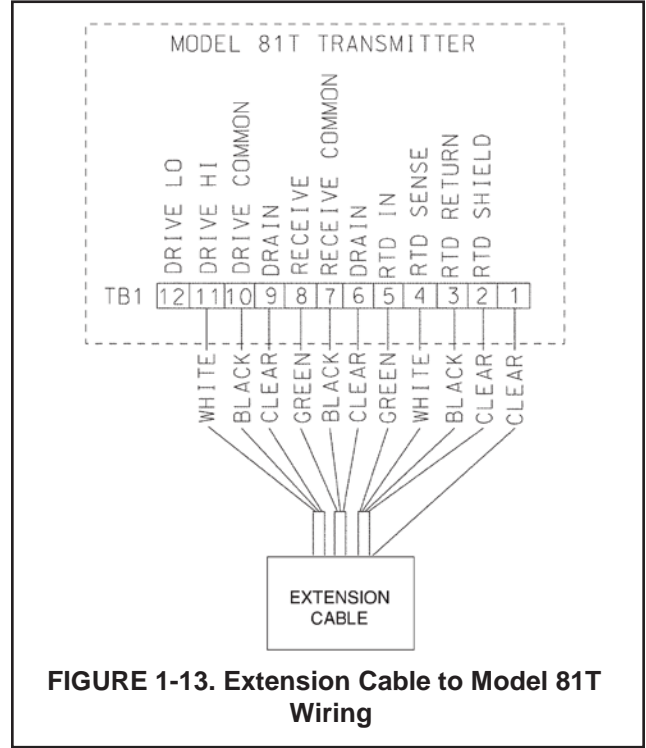 MODEL 81T TRANSMITTER
DRIVE LO
DRIVE HI
DRIVE COMMON
DRAIN
RECEIVE
RECEIVE COMMON
DRAIN
RTD IN
RTD SENSE
RTD RETURN
RTD SHIELD
TB1 12 11 10 9 8 7 6 5 4 3 2 1
WHITE
BLACK
CLEAR
GREEN
BLACK
CLEAR
GREEN
WHITE
BLACK
CLEAR
CLEAR
EXTENSION
CABLE
FIGURE 1-13. Extension Cable to Model 81T
Wiring